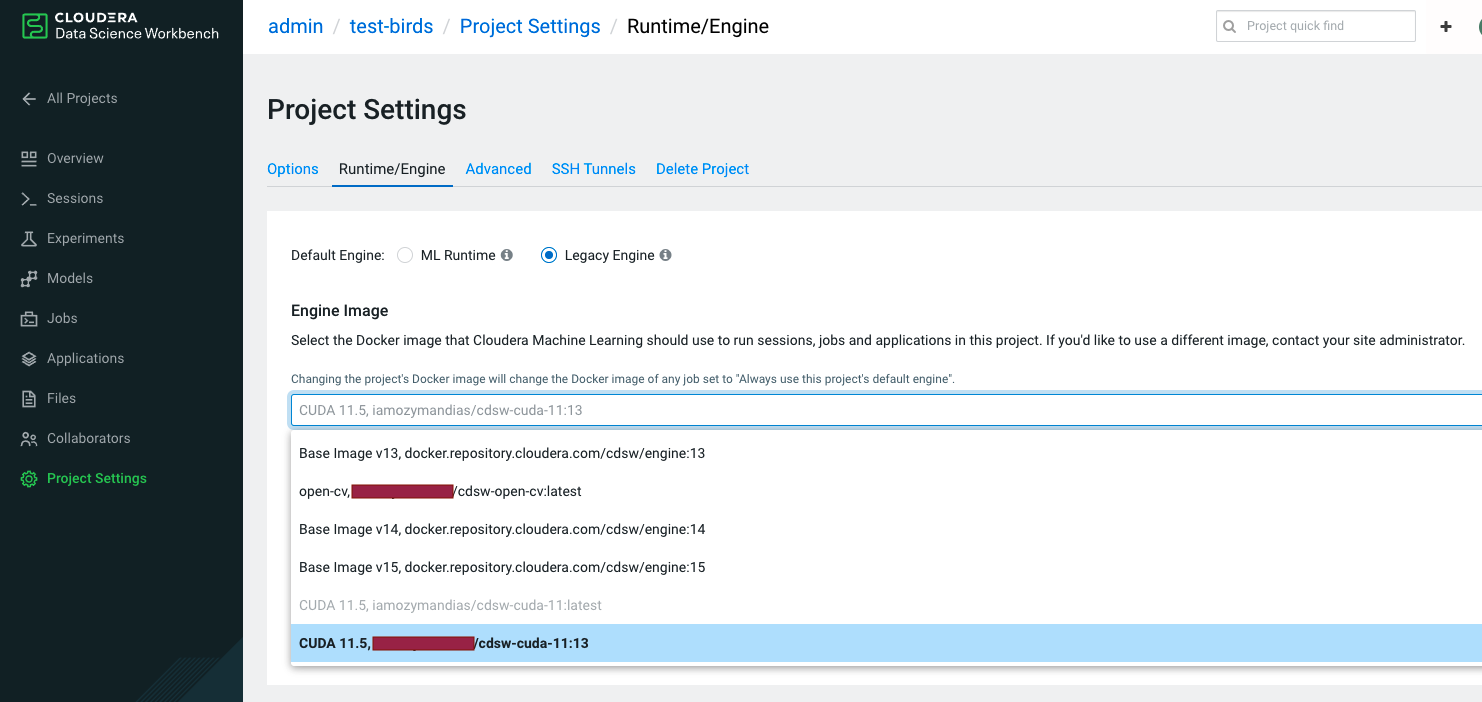 CLOUDERA
Data Science Workbench
admin / test-birds / Project Settings / Runtime/Engine
Project quick find
All Projects
Overview
Sessions
Experiments
Models
Jobs
Applications
Files
Collaborators
Project Settings
Project Settings
Options Runtime/Engine Advanced SSH Tunnels Delete Project
Default Engine: ML Runtime Legacy Engine
Engine Image
Select the Docker image that Cloudera Machine Learning should use to run sessions, jobs and applications in this project. If you'd like to use a different image, contact your site administrator.
Changing the project's Docker image will change the Docker image of any job set to "Always use this project's default engine".
CUDA 11.5, iamozymandias/cdsw-cuda-11:13
Base Image v13, docker.repository.cloudera.com/cdsw/engine:13
open-cv, /cdsw-open-cv:latest
Base Image v14, docker.repository.cloudera.com/cdsw/engine:14
Base Image v15, docker.repository.cloudera.com/cdsw/engine:15
CUDA 11.5, iamozymandias/cdsw-cuda-11:latest
CUDA 11.5, /cdsw-cuda-11:13